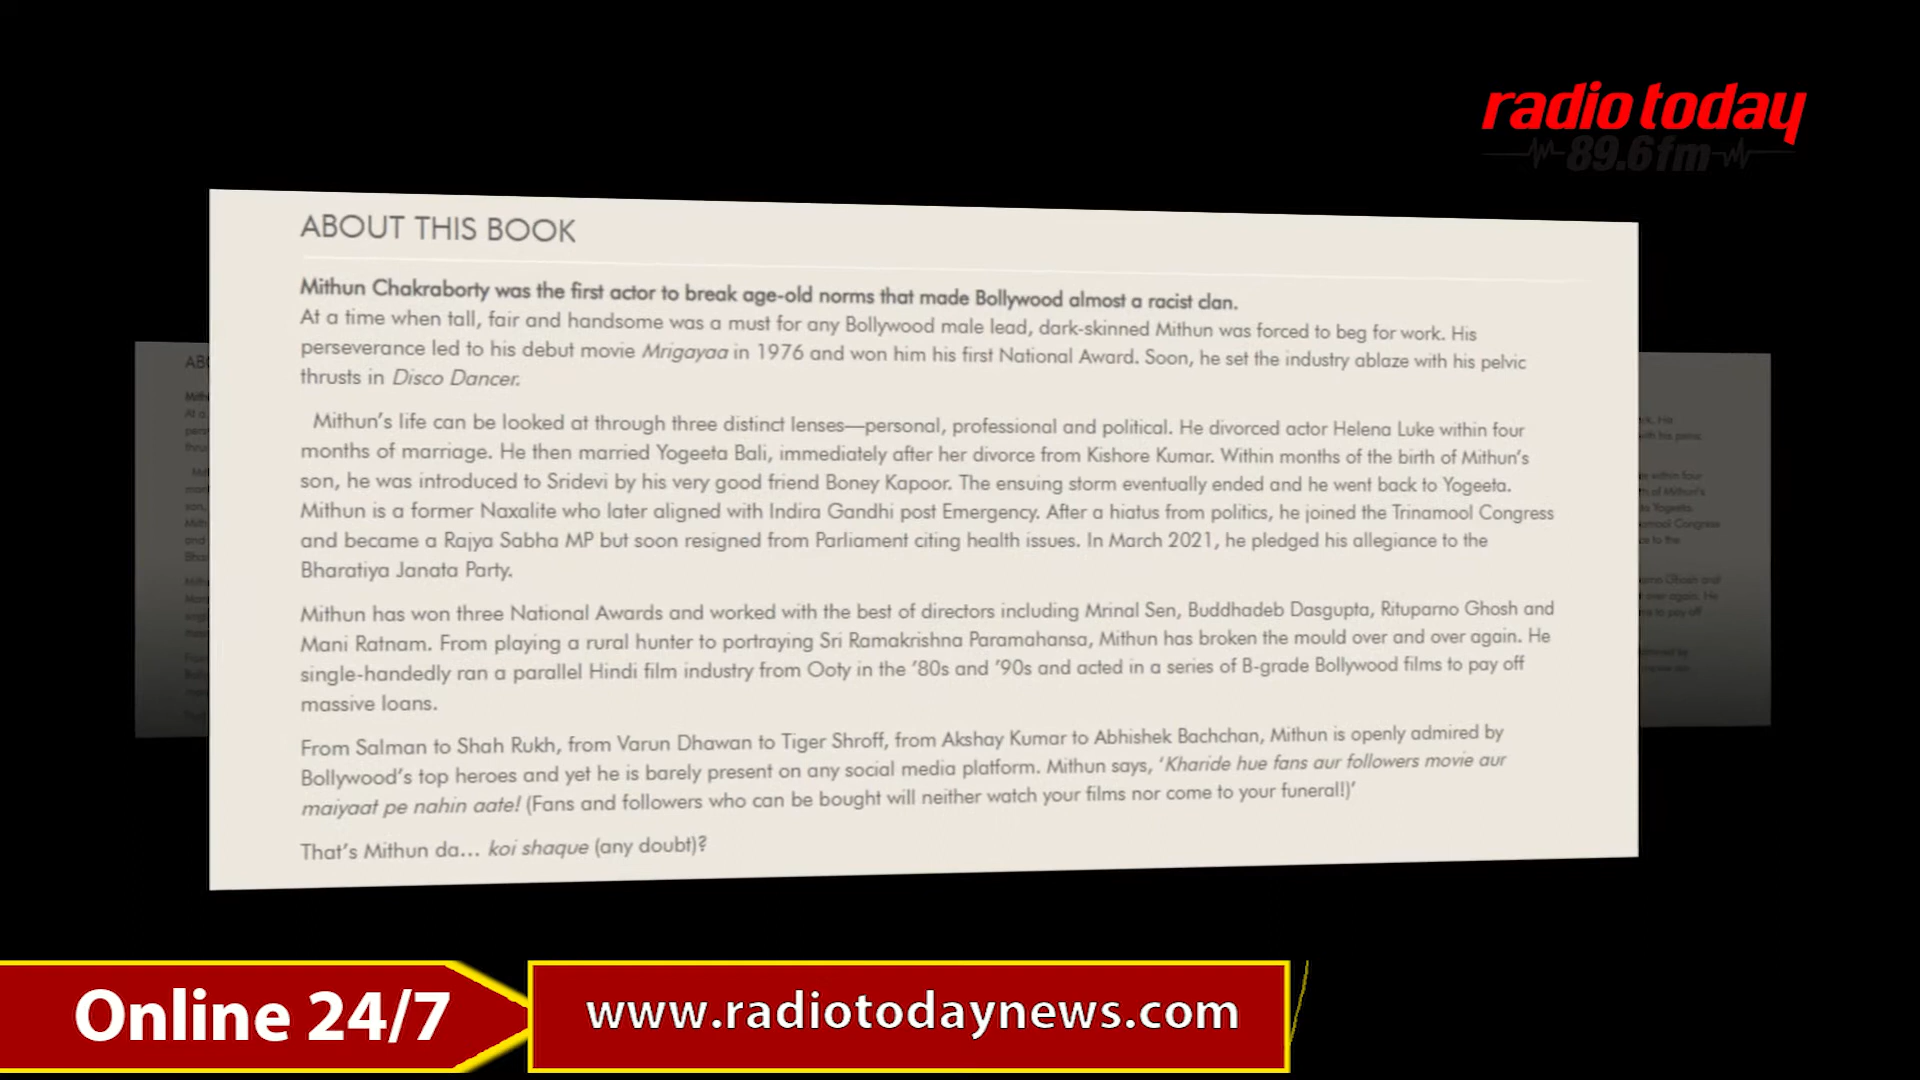 radio today
89.6fm
ABOUT THIS BOOK
Mithun Chakraborty was the first actor to break age-old norms that made Bollywood almost a racist clan.
At a time when tall, fair and handsome was a must for any Bollywood male lead, dark-skinned Mithun was forced to beg for work. His
perseverance led to his debut movie Mrigayaa in 1976 and won him his first National Award. Soon, he set the industry ablaze with his pelvic
thrusts in Disco Dancer.
Mithun's life can be looked at through three distinct lenses—personal, professional and political. He divorced actor Helena Luke within four
months of marriage. He then married Yogeeta Bali, immediately after her divorce from Kishore Kumar. Within months of the birth of Mithun's
son, he was introduced to Sridevi by his very good friend Boney Kapoor. The ensuing storm eventually ended and he went back to Yogeeta.
Mithun is a former Naxalite who later aligned with Indira Gandhi post Emergency. After a hiatus from politics, he joined the Trinamool Congress
and became a Rajya Sabha MP but soon resigned from Parliament citing health issues. In March 2021, he pledged his allegiance to the
Bharatiya Janata Party.
Mithun has won three National Awards and worked with the best of directors including Mrinal Sen, Buddhadeb Dasgupta, Rituparno Ghosh and
Mani Ratnam. From playing a rural hunter to portraying Sri Ramakrishna Paramahansa, Mithun has broken the mould over and over again. He
single-handedly ran a parallel Hindi film industry from Ooty in the '80s and '90s and acted in a series of B-grade Bollywood films to pay off
massive loans.
From Salman to Shah Rukh, from Varun Dhawan to Tiger Shroff, from Akshay Kumar to Abhishek Bachchan, Mithun is openly admired by
Bollywood's top heroes and yet he is barely present on any social media platform. Mithun says, 'Kharide hue fans aur followers movie aur
maiyaat pe nahin aate! (Fans and followers who can be bought will neither watch your films nor come to your funeral!)'
That's Mithun da... koi shaque (any doubt)?
Online 24/7
www.radiotodaynews.com